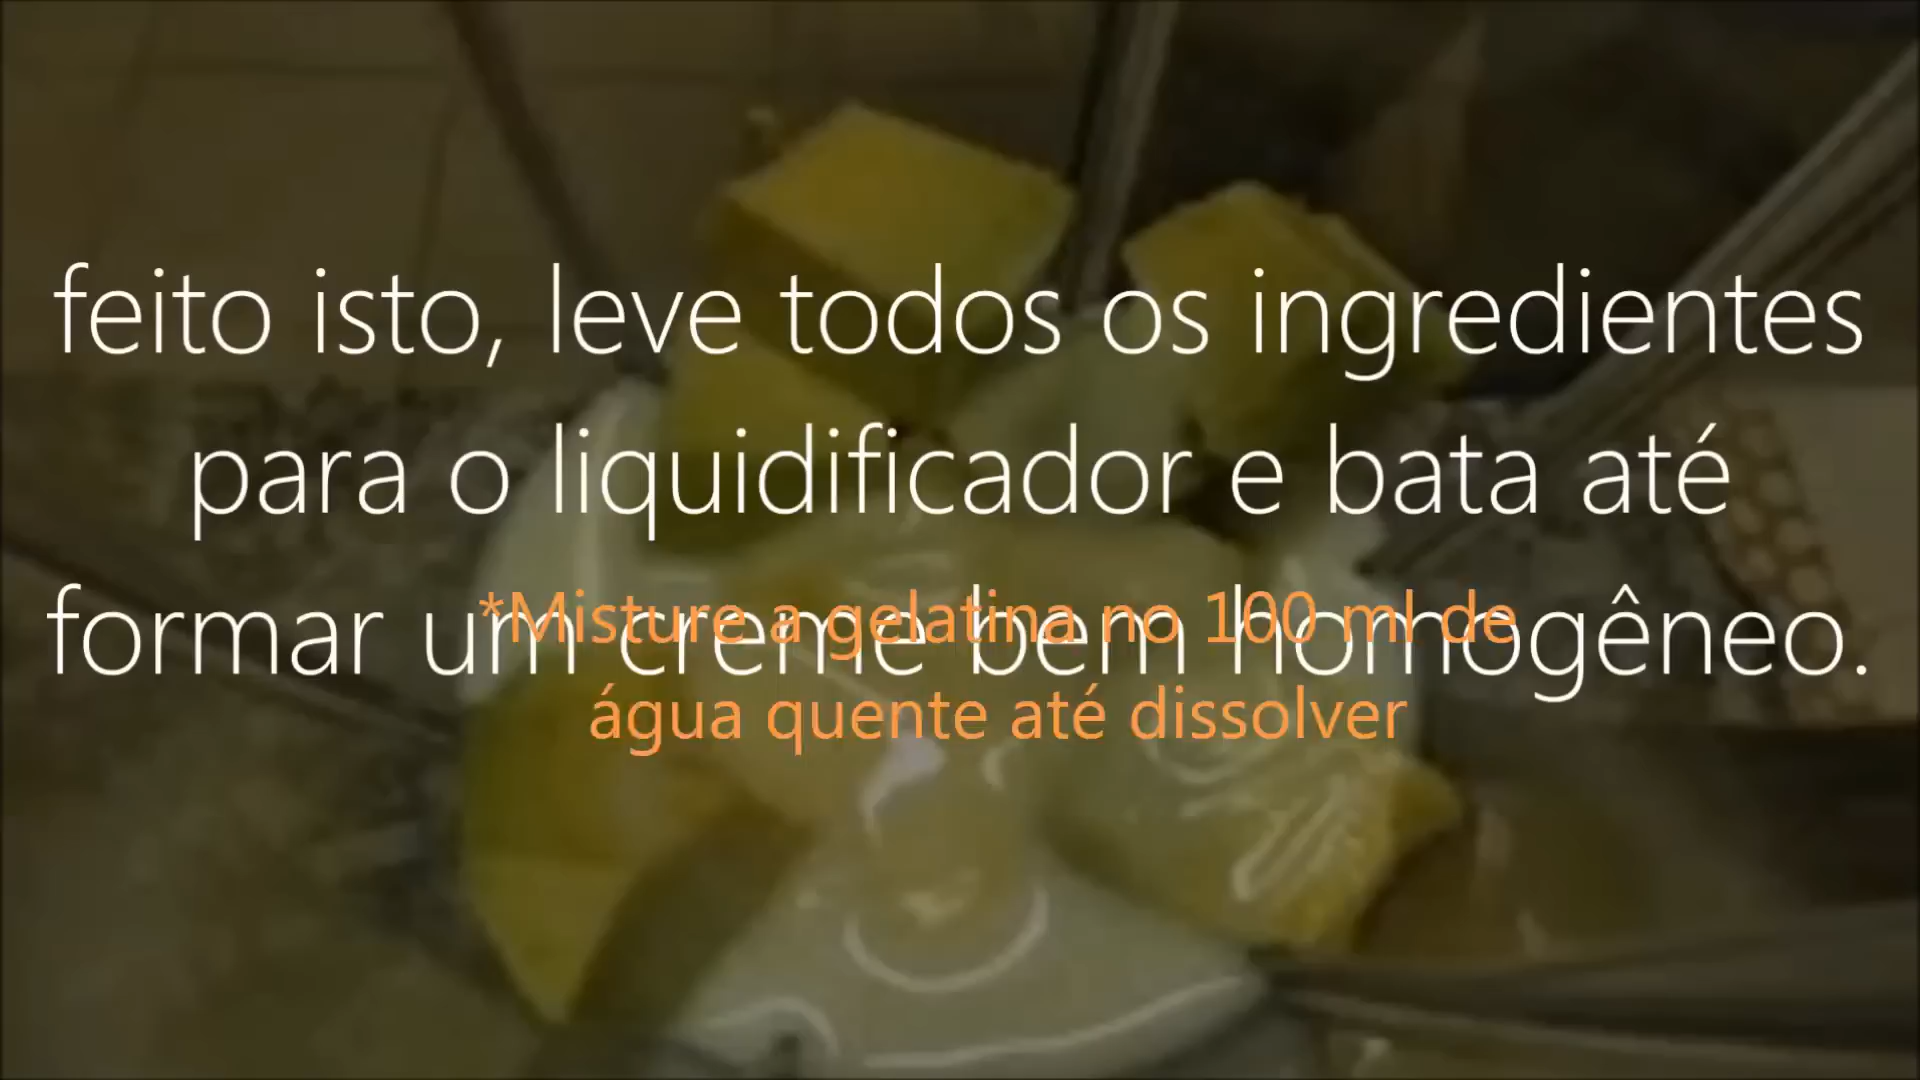 feito isto, leve todos os ingredientes
para o liquidificador e bata até
formar um creme bem homogêneo.
*Misture a gelatina no 100 ml de
água quente até dissolver